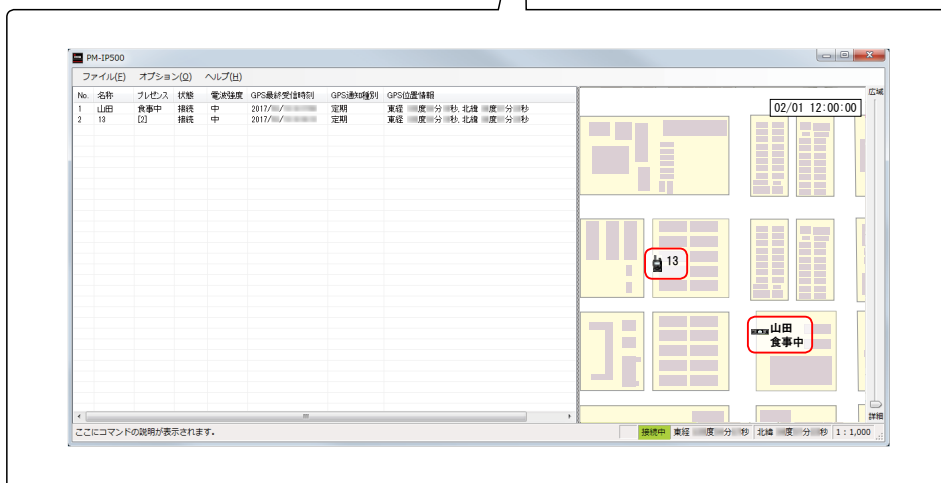 PM-IP500
ファイル(F) オプション(O) ヘルプ(H)
No. 名称 プレゼンス 状態 電波強度 GPS最終受信時刻 GPS通知種別 GPS位置情報
1 山田 食事中 接続 中 2017/ / 定期 東経 度 分 秒, 北緯 度 分 秒
2 13 [2] 接続 中 2017/ / 定期 東経 度 分 秒, 北緯 度 分 秒
広域
02/01 12:00:00
13
山田
食事中
詳細
ここにコマンドの説明が表示されます。
接続中 東経 度 分 秒 北緯 度 分 秒 1 : 1,000